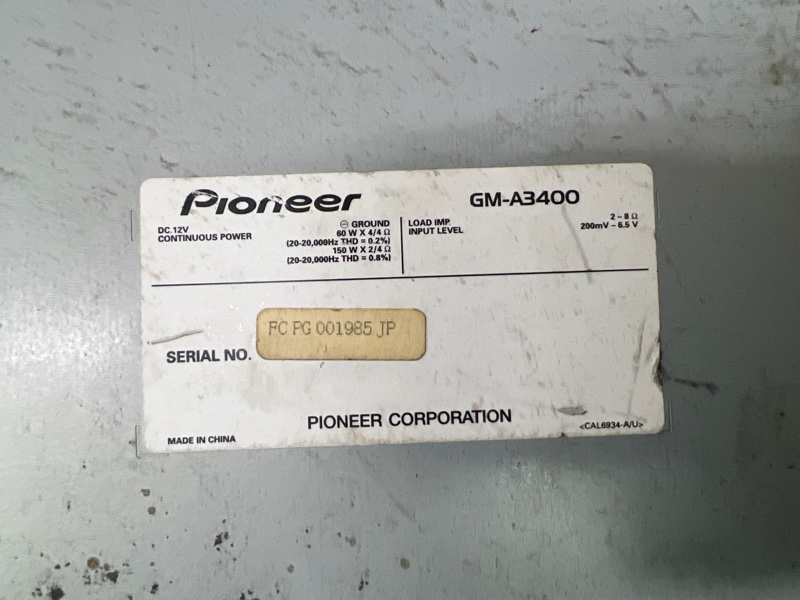 Pioneer
GM-A3400
DC.12V
⊖ GROUND
CONTINUOUS POWER
60 W X 4/4 Ω
(20-20,000Hz THD = 0.2%)
150 W X 2/4 Ω
(20-20,000Hz THD = 0.8%)
LOAD IMP.
2 – 8 Ω
INPUT LEVEL
200mV – 6.5 V
SERIAL NO.
FC PG 001985 JP
PIONEER CORPORATION
MADE IN CHINA
<CAL6934-A/U>